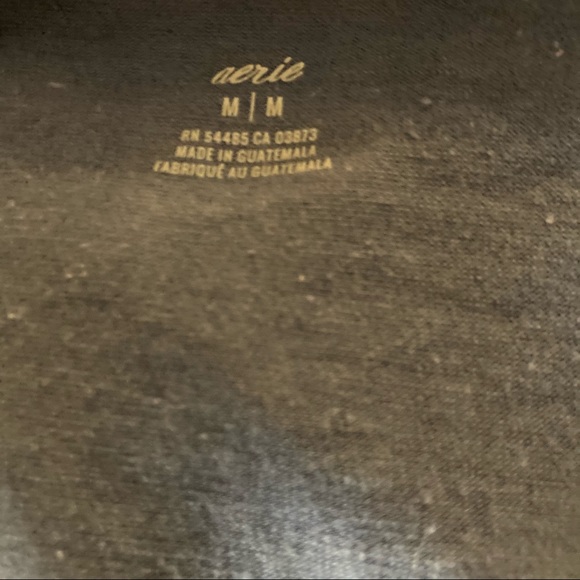 aerie
M | M
RN 54485 CA 03873
MADE IN GUATEMALA
FABRIQUÉ AU GUATEMALA